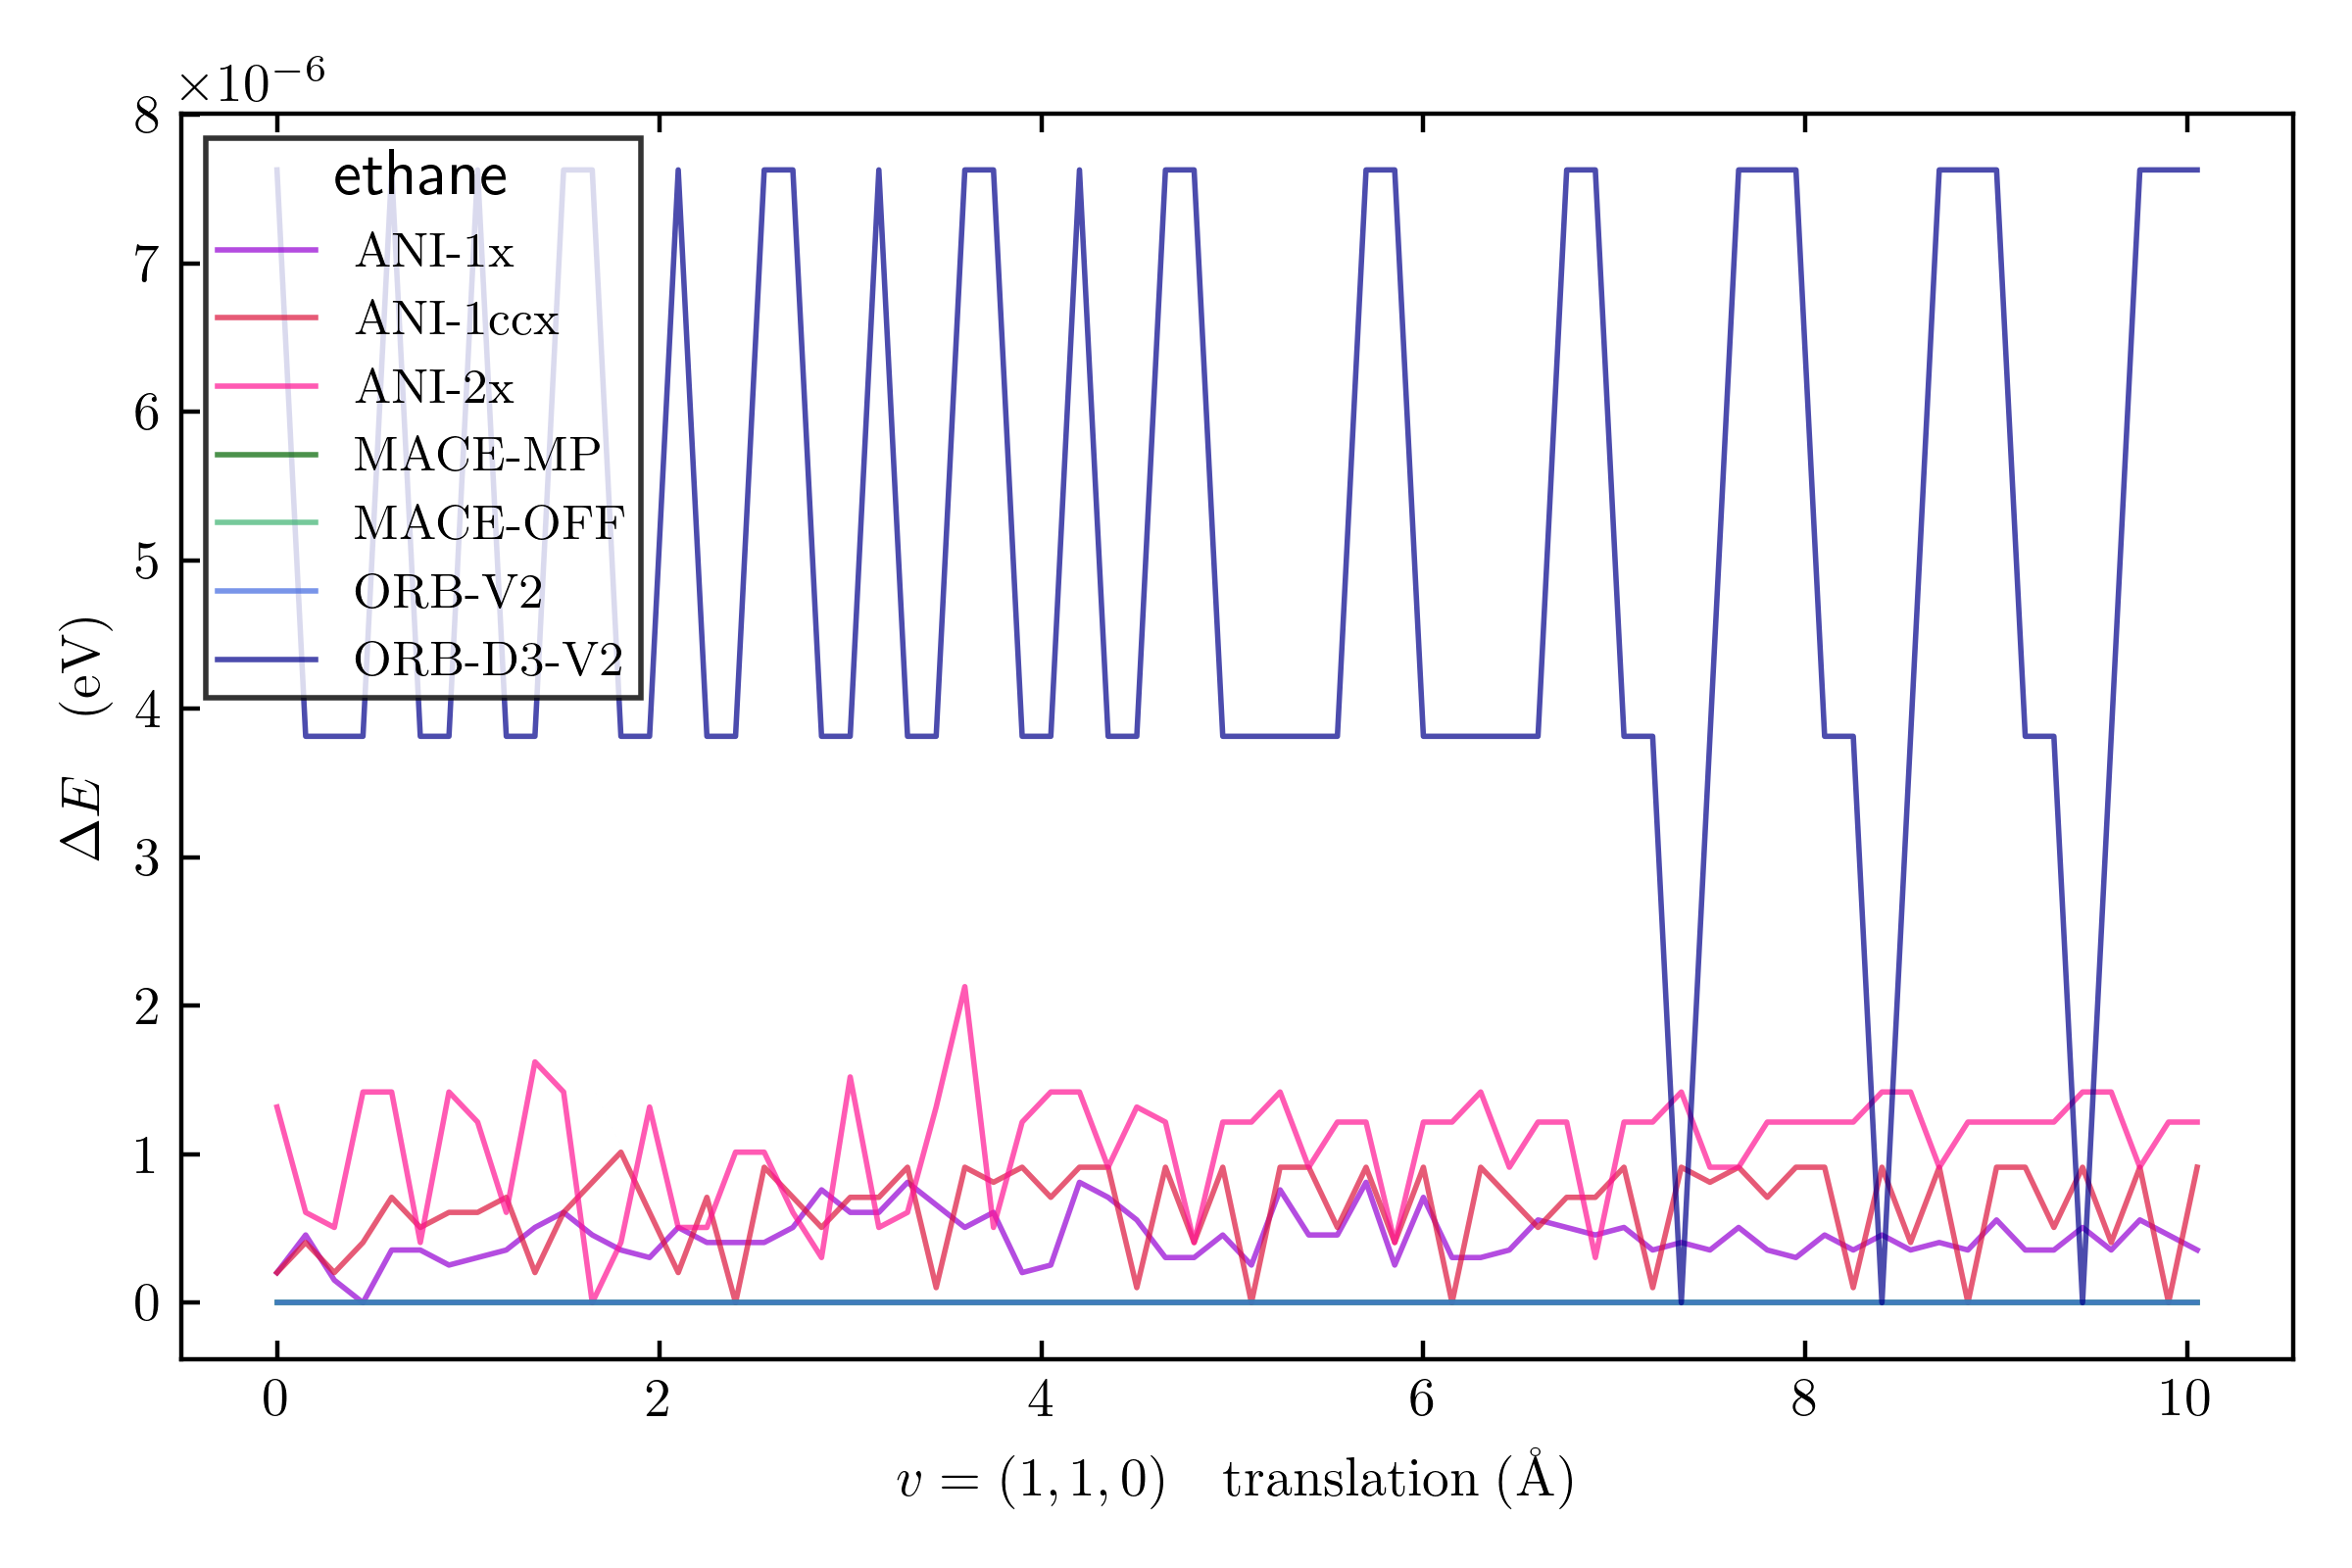 ×10⁻⁶
8
7
6
5
4
3
2
1
0
ΔE (eV)
ethane
ANI-1x
ANI-1ccx
ANI-2x
MACE-MP
MACE-OFF
ORB-V2
ORB-D3-V2
0 2 4 6 8 10
v = (1, 1, 0) translation (Å)